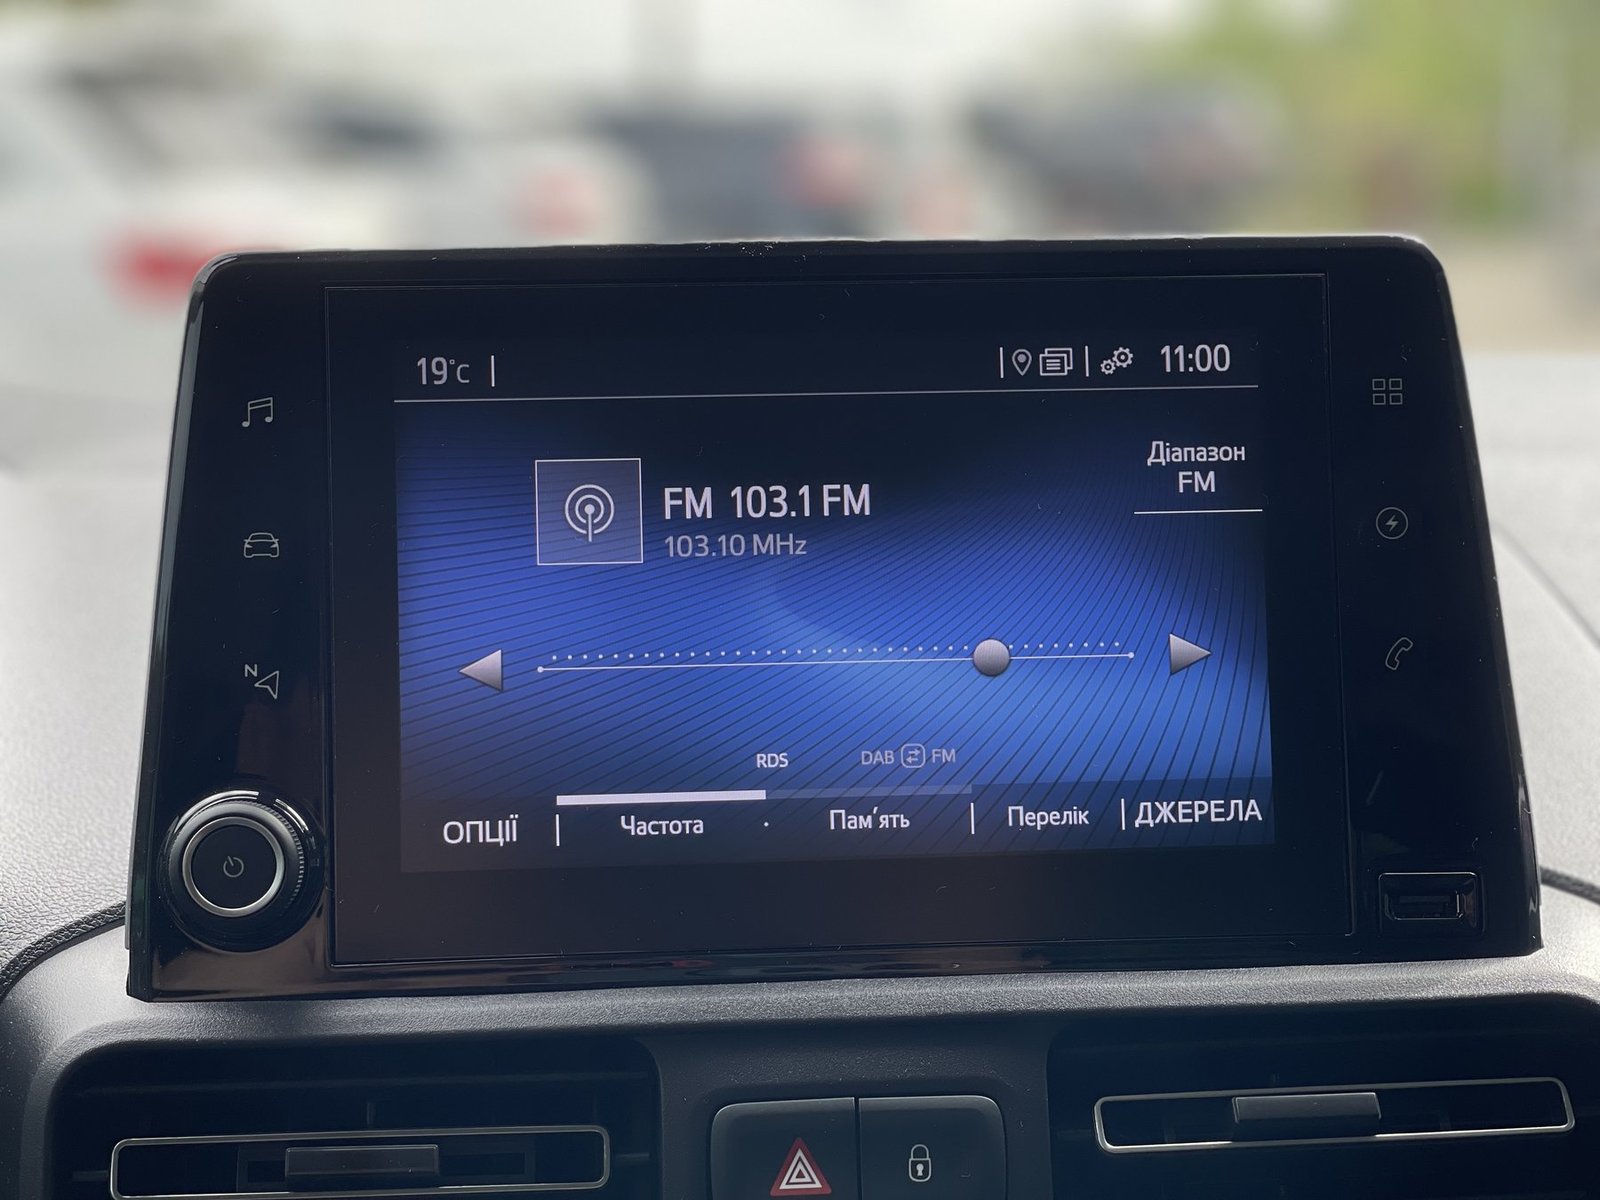 19°C
11:00
Діапазон
FM
FM 103.1 FM
103.10 MHz
N
RDS
DAB FM
ОПЦІЇ | Частота · Пам'ять | Перелік | ДЖЕРЕЛА